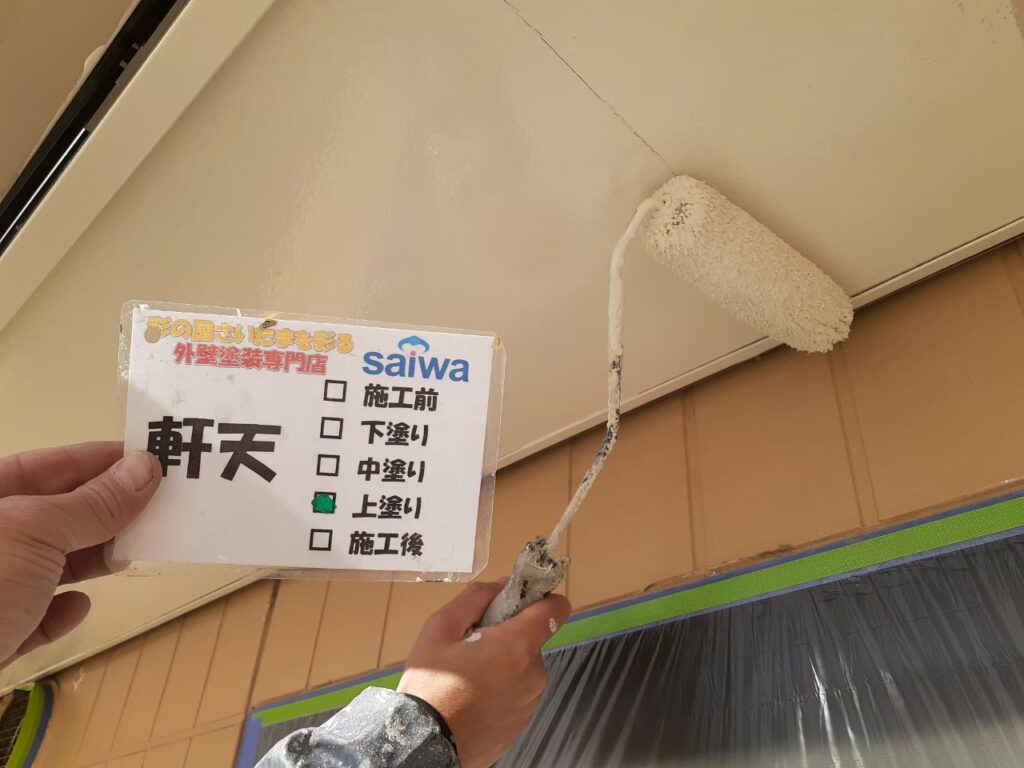 彩の国さいたまを彩る
外壁塗装専門店
saiwa
軒天
施工前
下塗り
中塗り
上塗り
施工後